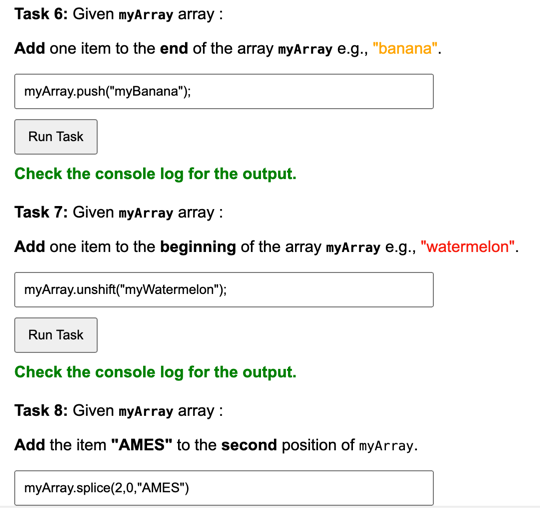 Task 6: Given myArray array :
Add one item to the end of the array myArray e.g., "banana".
myArray.push("myBanana");
Run Task
Check the console log for the output.
Task 7: Given myArray array :
Add one item to the beginning of the array myArray e.g., "watermelon".
myArray.unshift("myWatermelon");
Run Task
Check the console log for the output.
Task 8: Given myArray array :
Add the item "AMES" to the second position of myArray.
myArray.splice(2,0,"AMES")